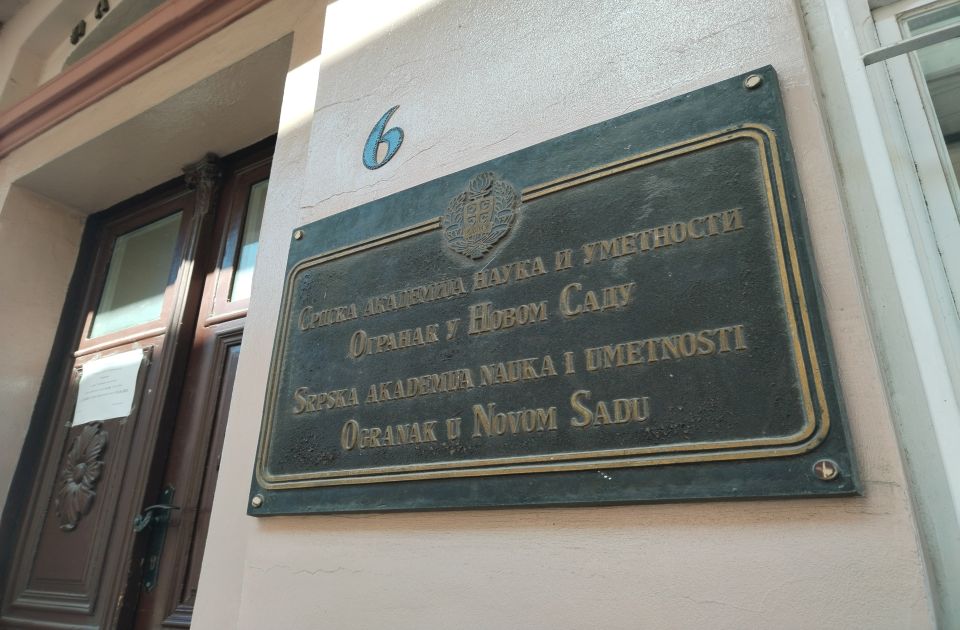 6
СРПСКА АКАДЕМИЈА НАУКА И УМЕТНОСТИ
ОГРАНАК У НОВОМ САДУ
SRPSKA AKADEMIJA NAUKA I UMETNOSTI
OGRANAK U NOVOM SADU